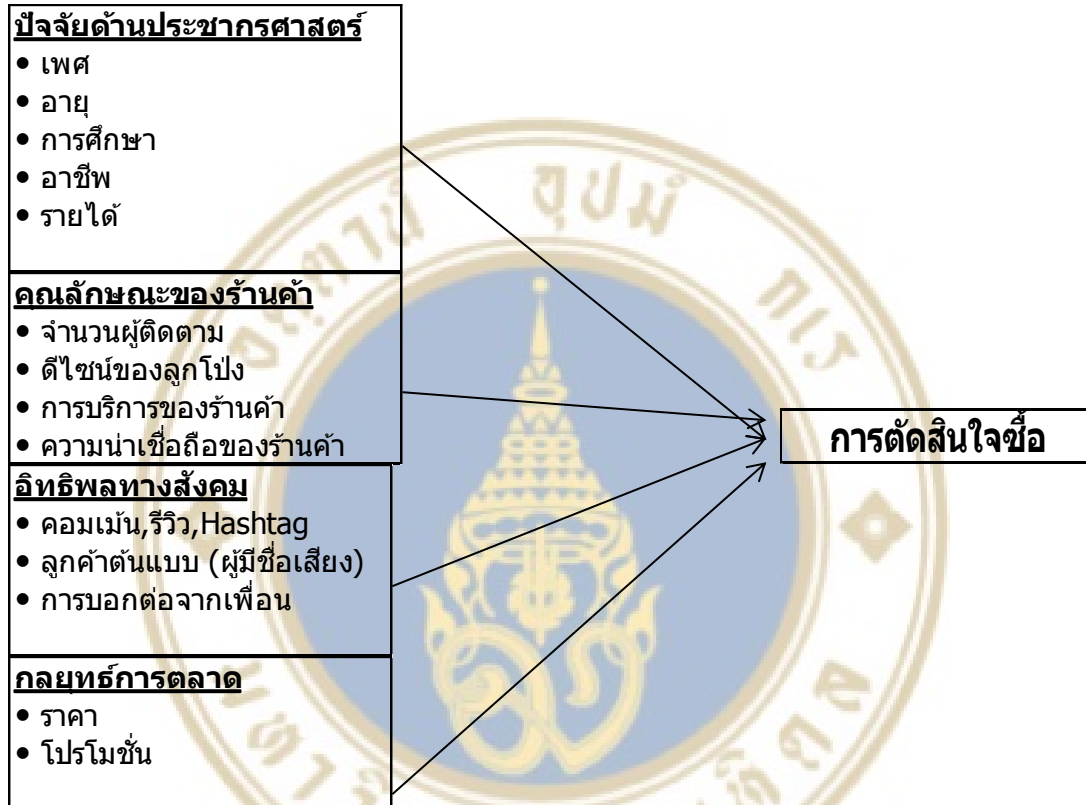 ปัจจัยด้านประชากรศาสตร์
• เพศ
• อายุ
• การศึกษา
• อาชีพ
• รายได้
คุณลักษณะของร้านค้า
• จำนวนผู้ติดตาม
• ดีไซน์ของลูกโป่ง
• การบริการของร้านค้า
• ความน่าเชื่อถือของร้านค้า
อิทธิพลทางสังคม
• คอมเม้น,รีวิว,Hashtag
• ลูกค้าต้นแบบ (ผู้มีชื่อเสียง)
• การบอกต่อจากเพื่อน
กลยุทธ์การตลาด
• ราคา
• โปรโมชั่น
การตัดสินใจซื้อ